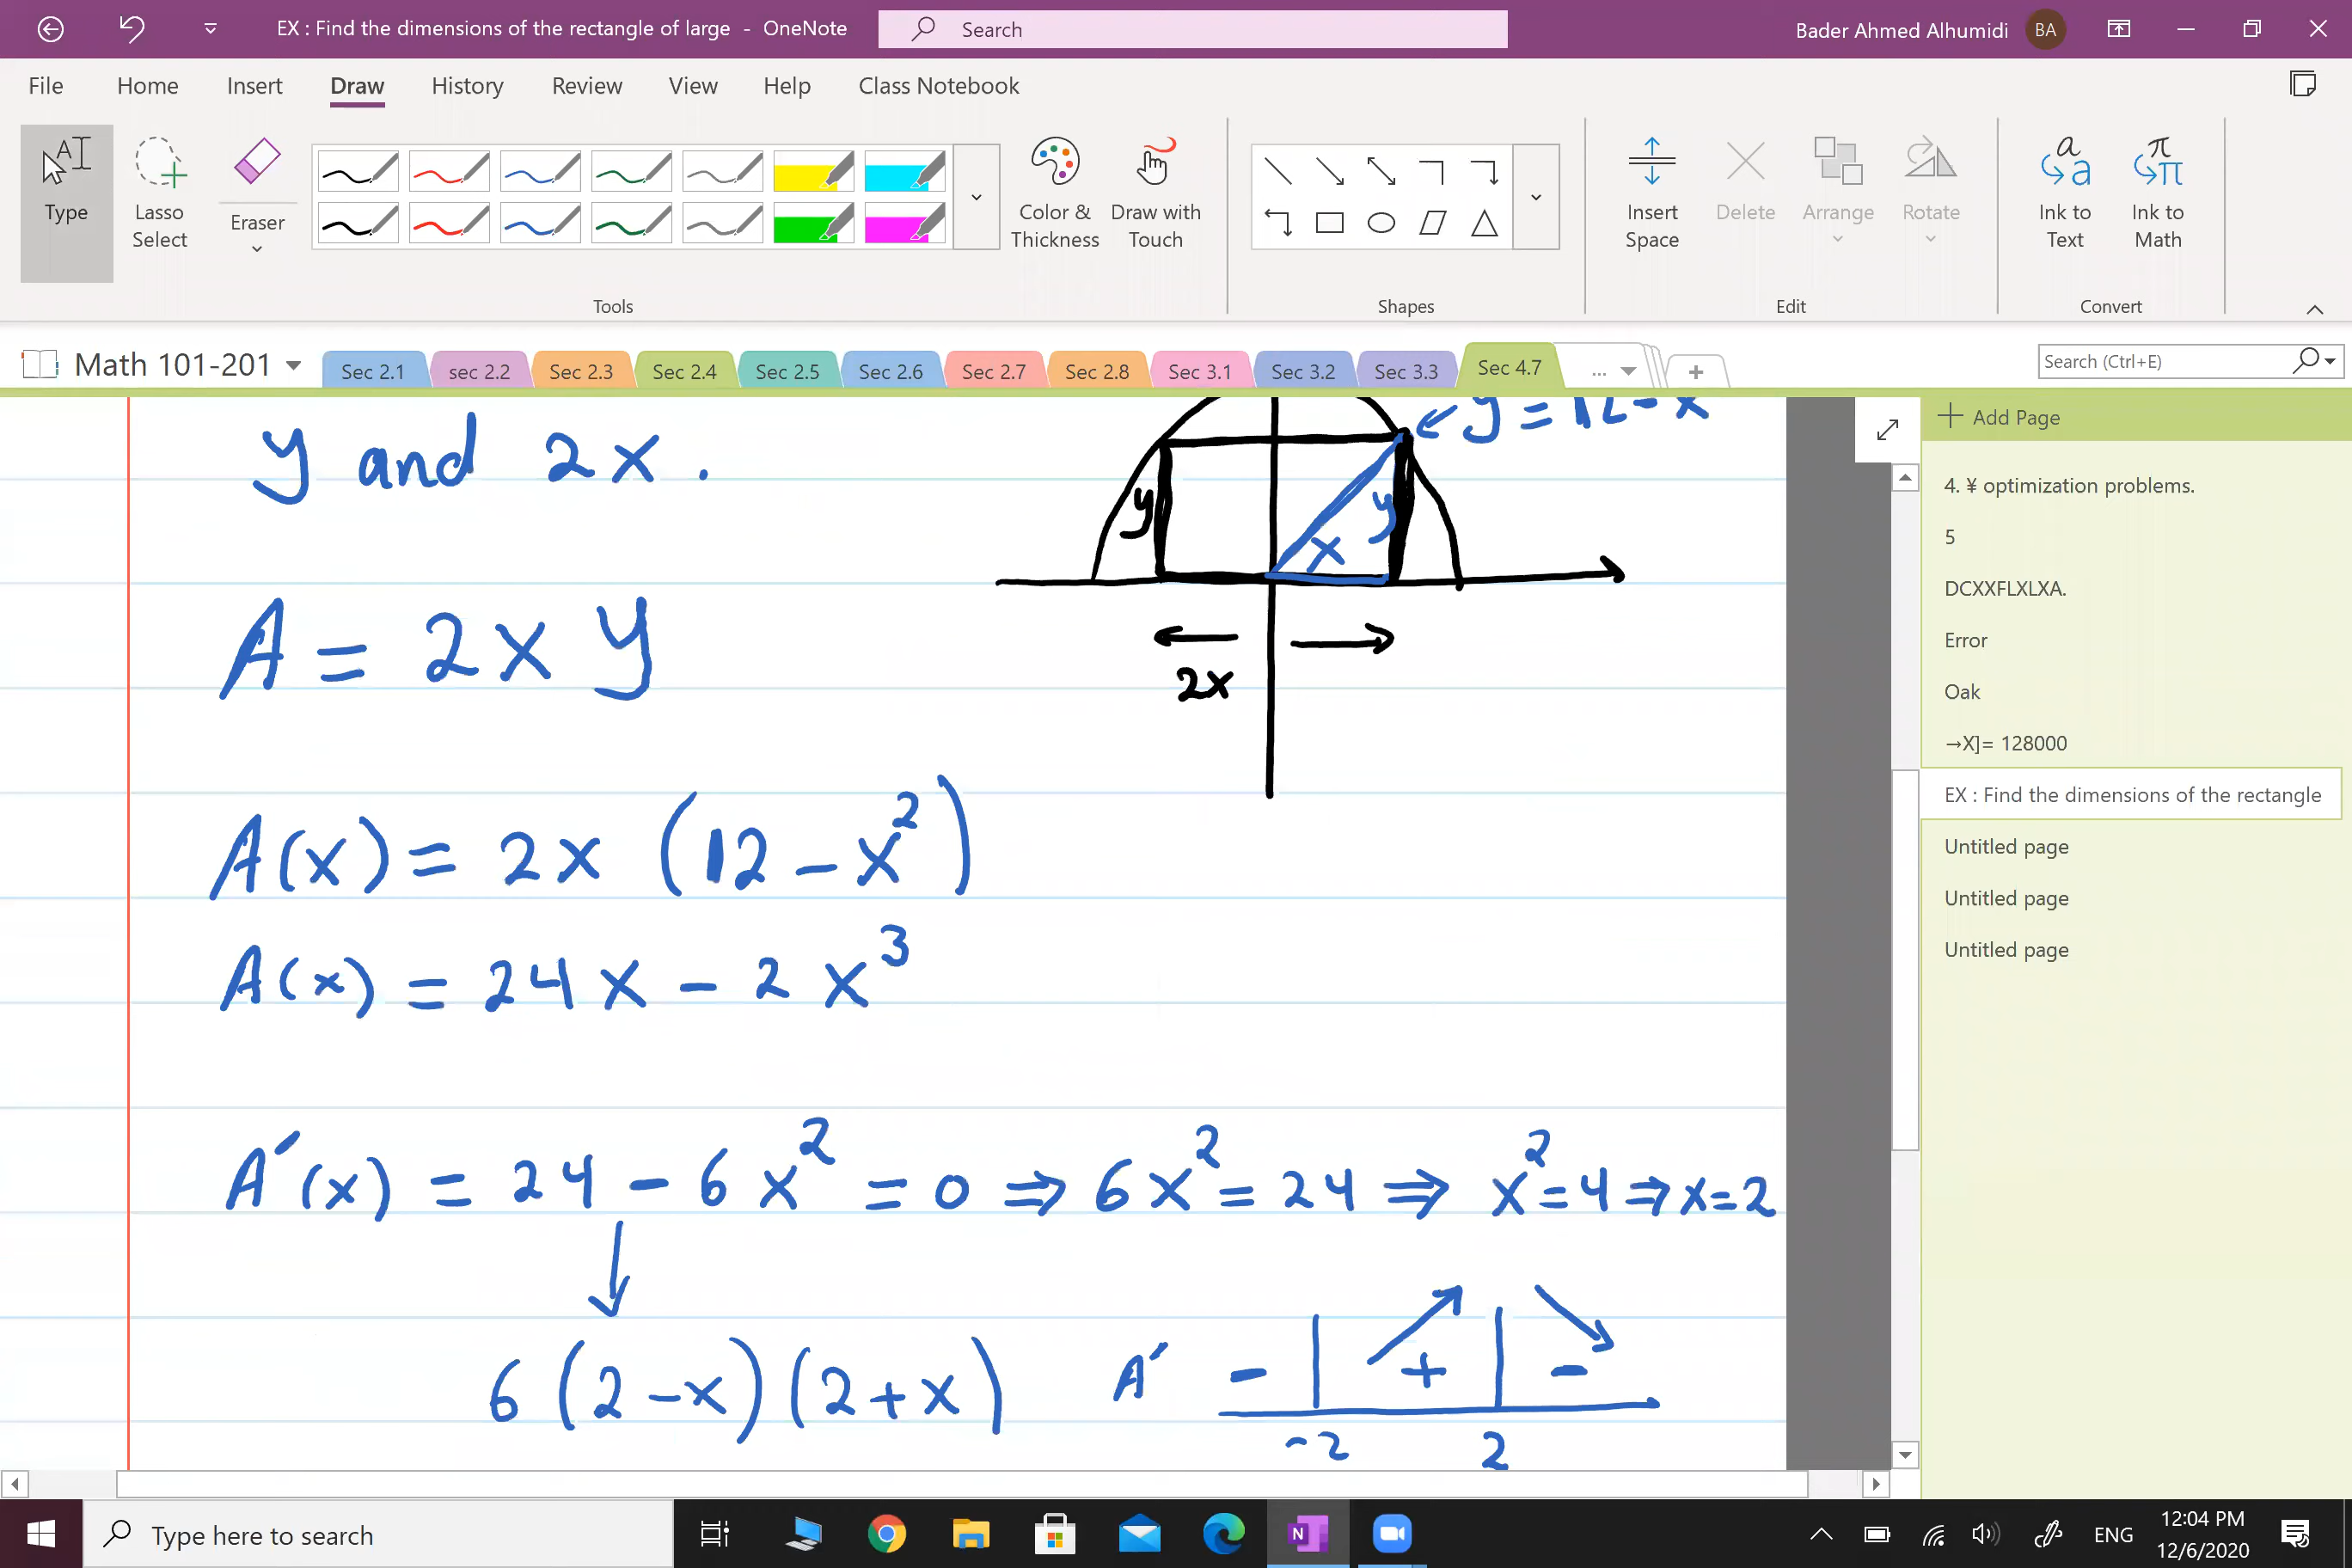 EX : Find the dimensions of the rectangle of large - OneNote
Search
Bader Ahmed Alhumidi
BA
File Home Insert Draw History Review View Help Class Notebook
Type
Lasso Select
Eraser
Color & Thickness
Draw with Touch
Insert Space
Delete
Arrange
Rotate
Ink to Text
Ink to Math
Tools
Shapes
Edit
Convert
Math 101-201
Sec 2.1
sec 2.2
Sec 2.3
Sec 2.4
Sec 2.5
Sec 2.6
Sec 2.7
Sec 2.8
Sec 3.1
Sec 3.2
Sec 3.3
Sec 4.7
...
+
Search (Ctrl+E)
y and 2x.
y = 12 - x
y
x
y
2x
A = 2x y
A(x) = 2x (12 - x²)
A(x) = 24x - 2x³
A'(x) = 24 - 6x² = 0 ⇒ 6x² = 24 ⇒ x² = 4 ⇒ x = 2
6(2-x)(2+x)
A' - + -
-2 2
Add Page
4. ¥ optimization problems.
5
DCXXFLXLXA.
Error
Oak
→X]= 128000
EX : Find the dimensions of the rectangle
Untitled page
Untitled page
Untitled page
Type here to search
ENG
12:04 PM
12/6/2020